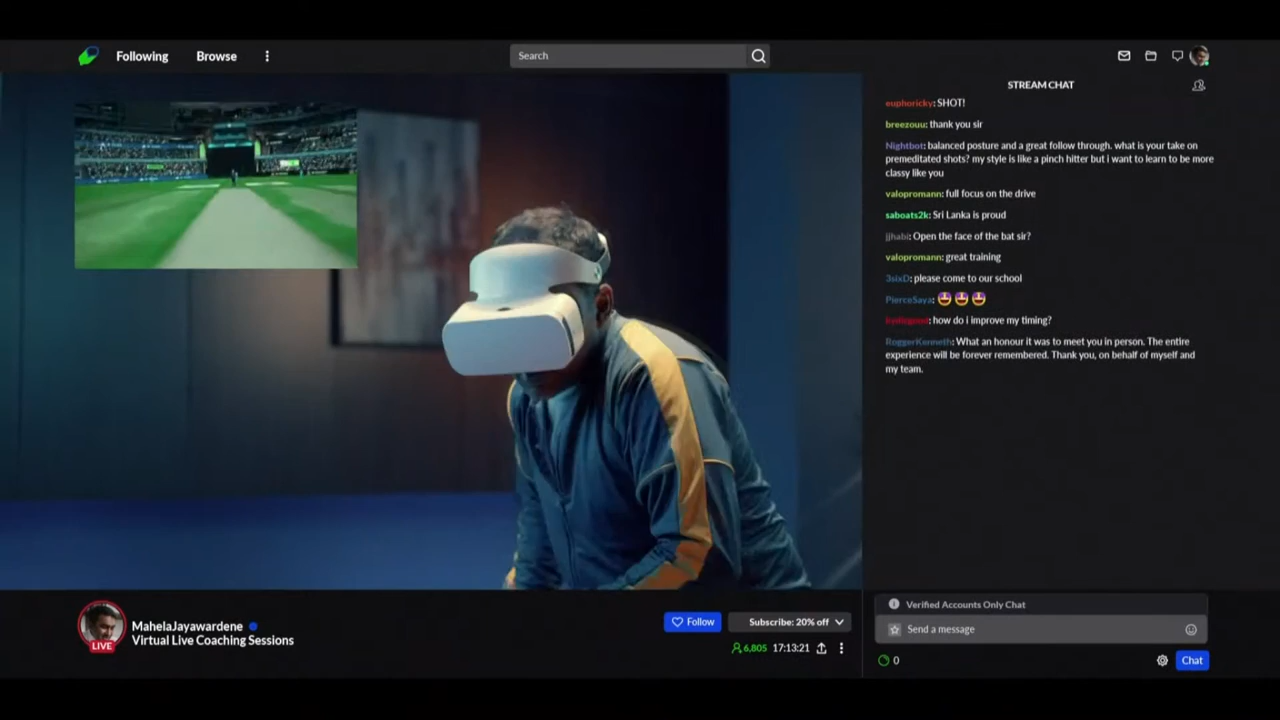 Following Browse
Search
STREAM CHAT
euphoricky: SHOT!
breezouu: thank you sir
Nightbot: balanced posture and a great follow through. what is your take on
premeditated shots? my style is like a pinch hitter but i want to learn to be more
classy like you
valopromann: full focus on the drive
saboats2k: Sri Lanka is proud
jjhabi: Open the face of the bat sir?
valopromann: great training
3sixD: please come to our school
PierceSaya:
how do i improve my timing?
RoggerKenneth: What an honour it was to meet you in person. The entire
experience will be forever remembered. Thank you, on behalf of myself and
my team.
Verified Accounts Only Chat
Send a message
0
Chat
LIVE
MahelaJayawardene
Virtual Live Coaching Sessions
Follow
Subscribe: 20% off
6,805 17:13:21